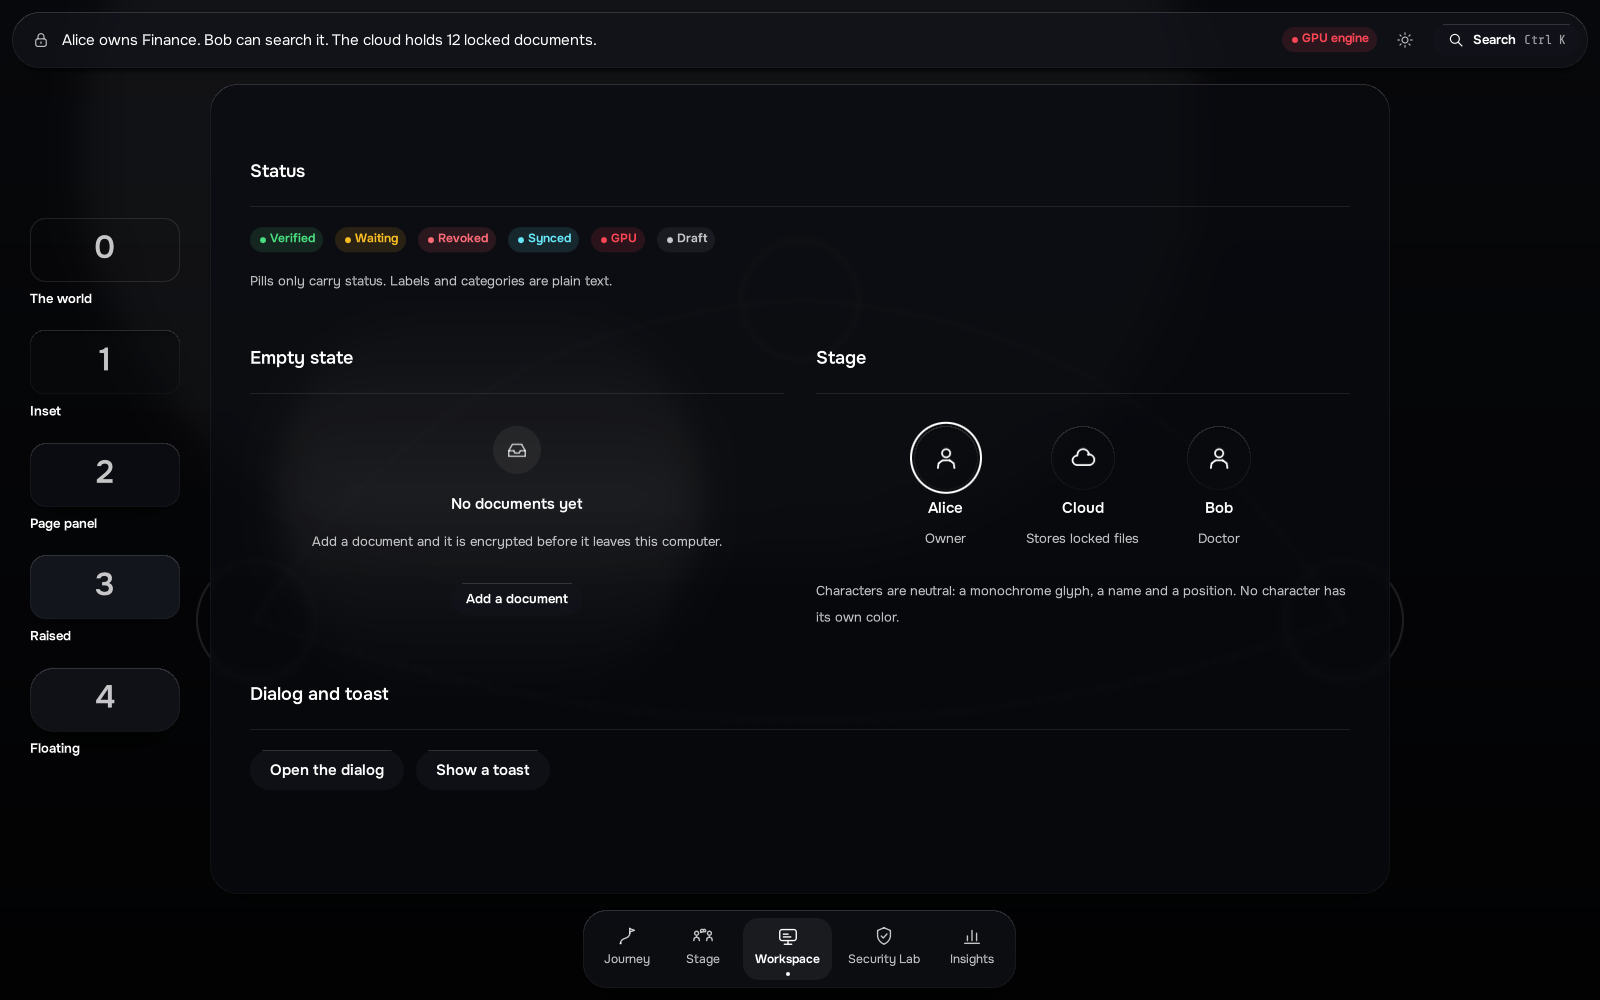 Alice owns Finance. Bob can search it. The cloud holds 12 locked documents.
GPU engine
Search Ctrl K
0
The world
1
Inset
2
Page panel
3
Raised
4
Floating
Status
Verified
Waiting
Revoked
Synced
GPU
Draft
Pills only carry status. Labels and categories are plain text.
Empty state
No documents yet
Add a document and it is encrypted before it leaves this computer.
Add a document
Stage
Alice
Owner
Cloud
Stores locked files
Bob
Doctor
Characters are neutral: a monochrome glyph, a name and a position. No character has
its own color.
Dialog and toast
Open the dialog
Show a toast
Journey
Stage
Workspace
Security Lab
Insights